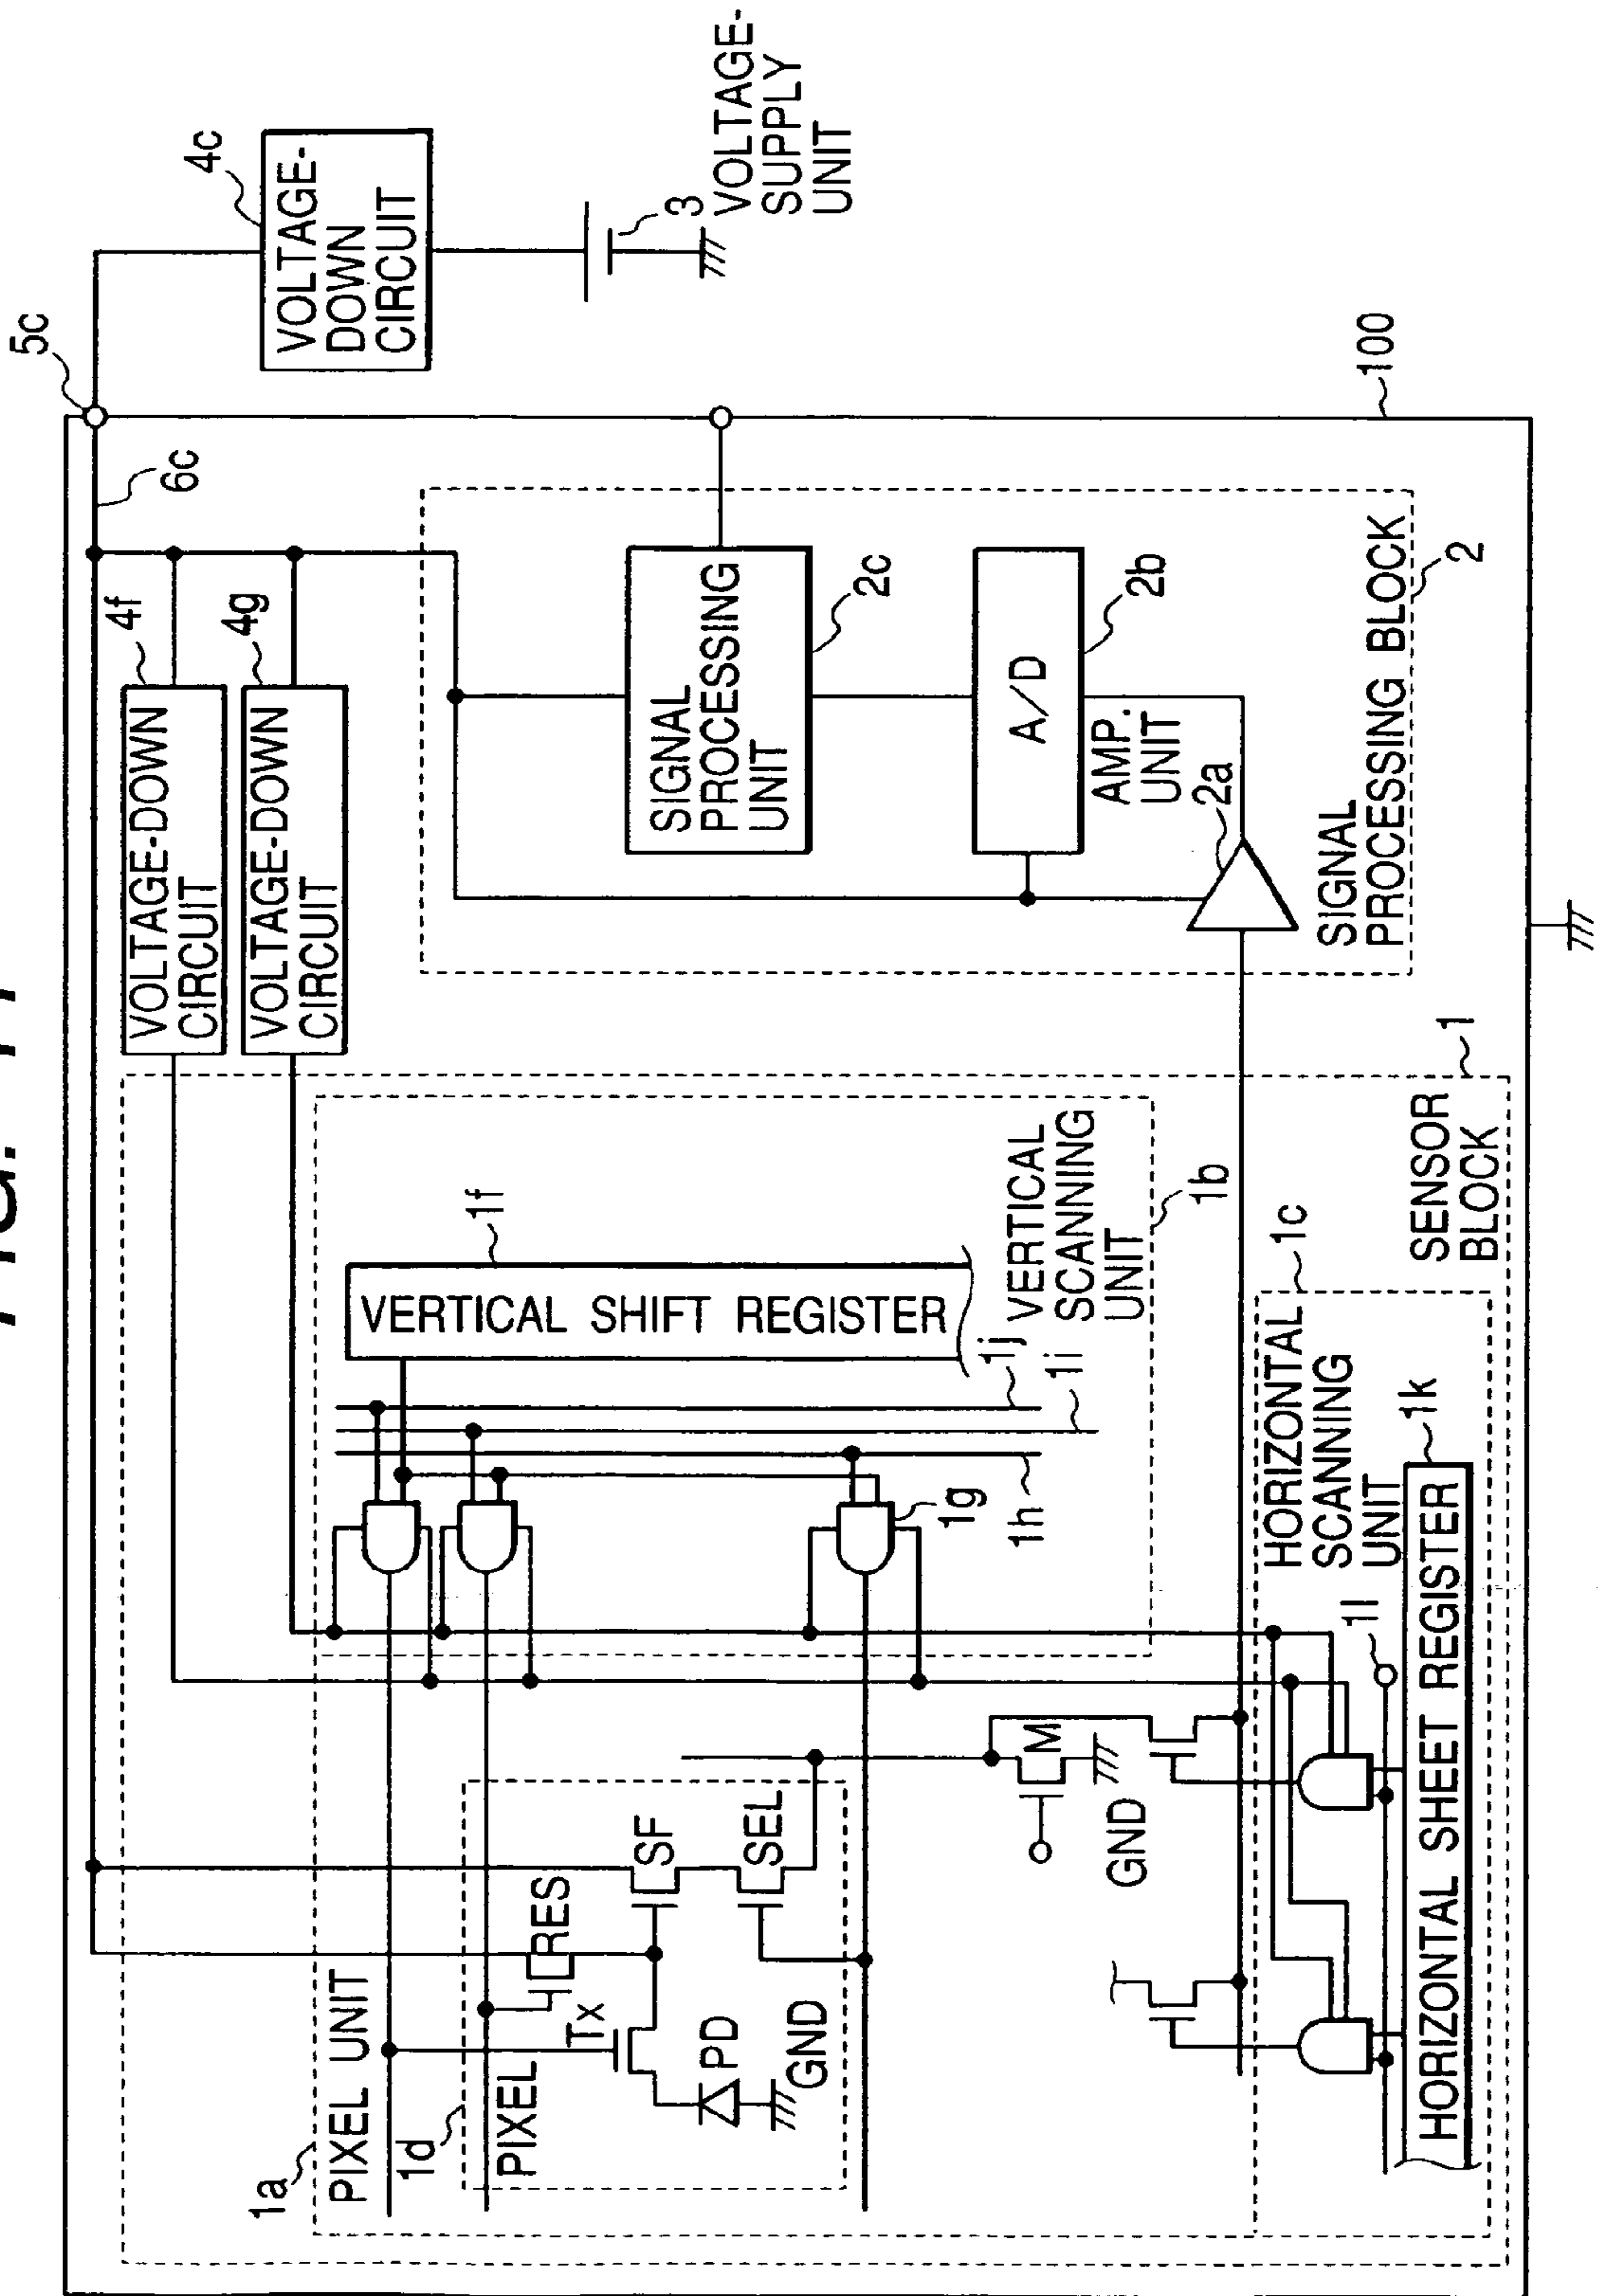 5c
4c
VOLTAGE-
DOWN
CIRCUIT
3
VOLTAGE-
SUPPLY
UNIT
6c
100
4f
VOLTAGE-DOWN
CIRCUIT
4g
VOLTAGE-DOWN
CIRCUIT
SIGNAL
PROCESSING
UNIT
2c
A/D
2b
AMP.
UNIT
2a
SIGNAL
PROCESSING BLOCK
2
1f
VERTICAL SHIFT REGISTER
1j
1i
1h
1g
VERTICAL
SCANNING
UNIT
1b
SENSOR
BLOCK
1
1a
PIXEL UNIT
1d
PIXEL
RES
SF
SEL
Tx
PD
GND
M
GND
HORIZONTAL
SCANNING
UNIT
1c
1l
1k
HORIZONTAL SHEET REGISTER